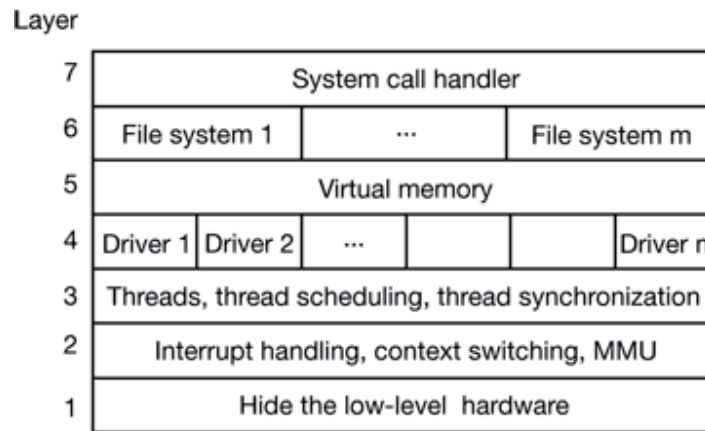 Layer
7 System call handler
6 File system 1 ... File system m
5 Virtual memory
4 Driver 1 Driver 2 ... Driver
3 Threads, thread scheduling, thread synchronization
2 Interrupt handling, context switching, MMU
1 Hide the low-level hardware